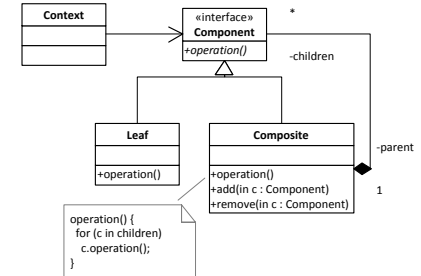 Context
«interface»
Component
+operation()
*
-children
Leaf
+operation()
Composite
+operation()
+add(in c : Component)
+remove(in c : Component)
-parent
1
operation() {
for (c in children)
c.operation();
}